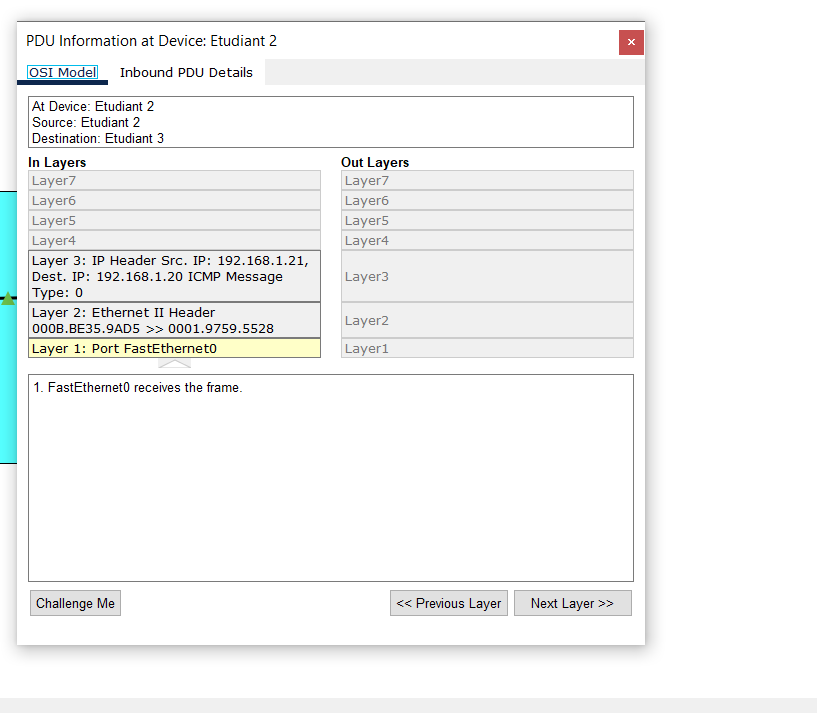 PDU Information at Device: Etudiant 2
×
OSI Model
Inbound PDU Details
At Device: Etudiant 2
Source: Etudiant 2
Destination: Etudiant 3
In Layers
Layer7
Layer6
Layer5
Layer4
Layer 3: IP Header Src. IP: 192.168.1.21,
Dest. IP: 192.168.1.20 ICMP Message
Type: 0
Layer 2: Ethernet II Header
000B.BE35.9AD5 >> 0001.9759.5528
Layer 1: Port FastEthernet0
Out Layers
Layer7
Layer6
Layer5
Layer4
Layer3
Layer2
Layer1
1. FastEthernet0 receives the frame.
Challenge Me
<< Previous Layer
Next Layer >>